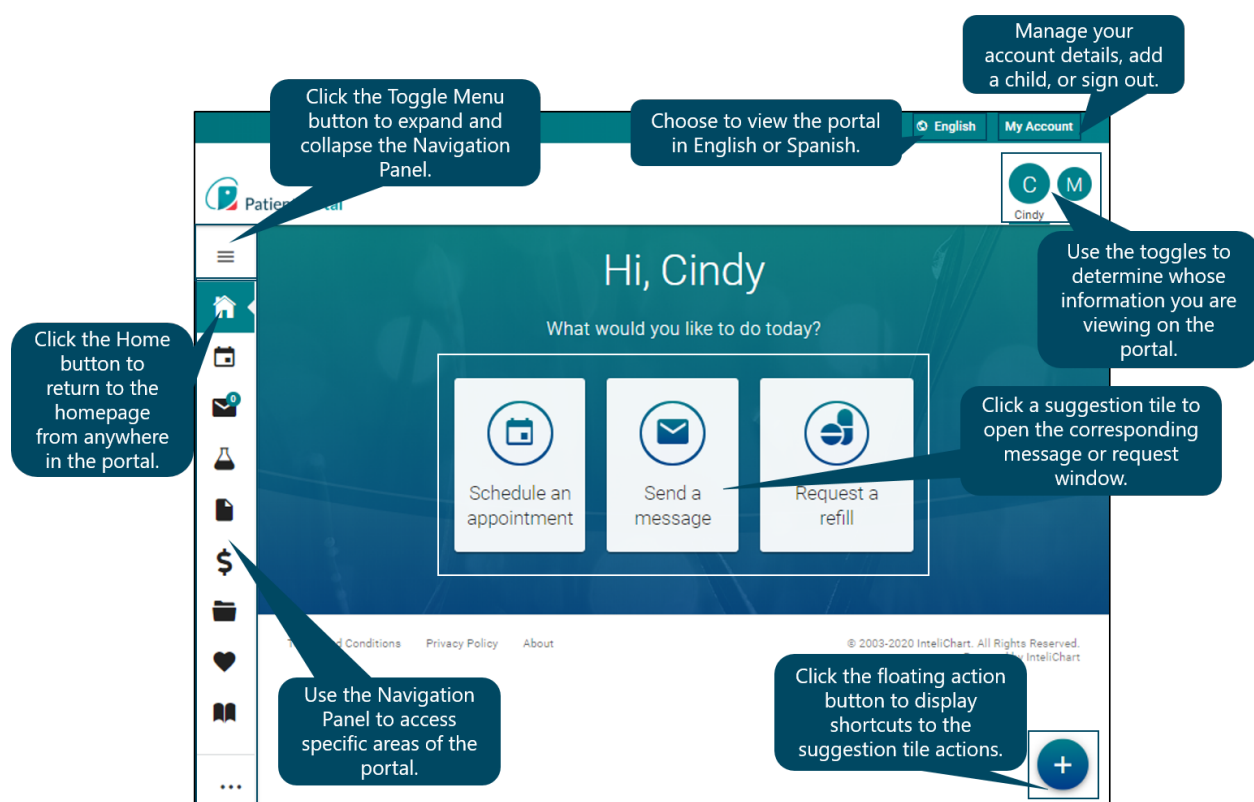 Manage your
account details, add
a child, or sign out.
Click the Toggle Menu
button to expand and
collapse the Navigation
Panel.
Choose to view the portal
in English or Spanish.
English
My Account
C
M
Cindy
Use the toggles to
determine whose
information you are
viewing on the
portal.
Hi, Cindy
What would you like to do today?
Click the Home
button to
return to the
homepage
from anywhere
in the portal.
0
Schedule an
appointment
Send a
message
Request a
refill
Click a suggestion tile to
open the corresponding
message or request
window.
Conditions
Privacy Policy
About
© 2003-2020 InteliChart. All Rights Reserved.
InteliChart
Use the Navigation
Panel to access
specific areas of the
portal.
Click the floating action
button to display
shortcuts to the
suggestion tile actions.